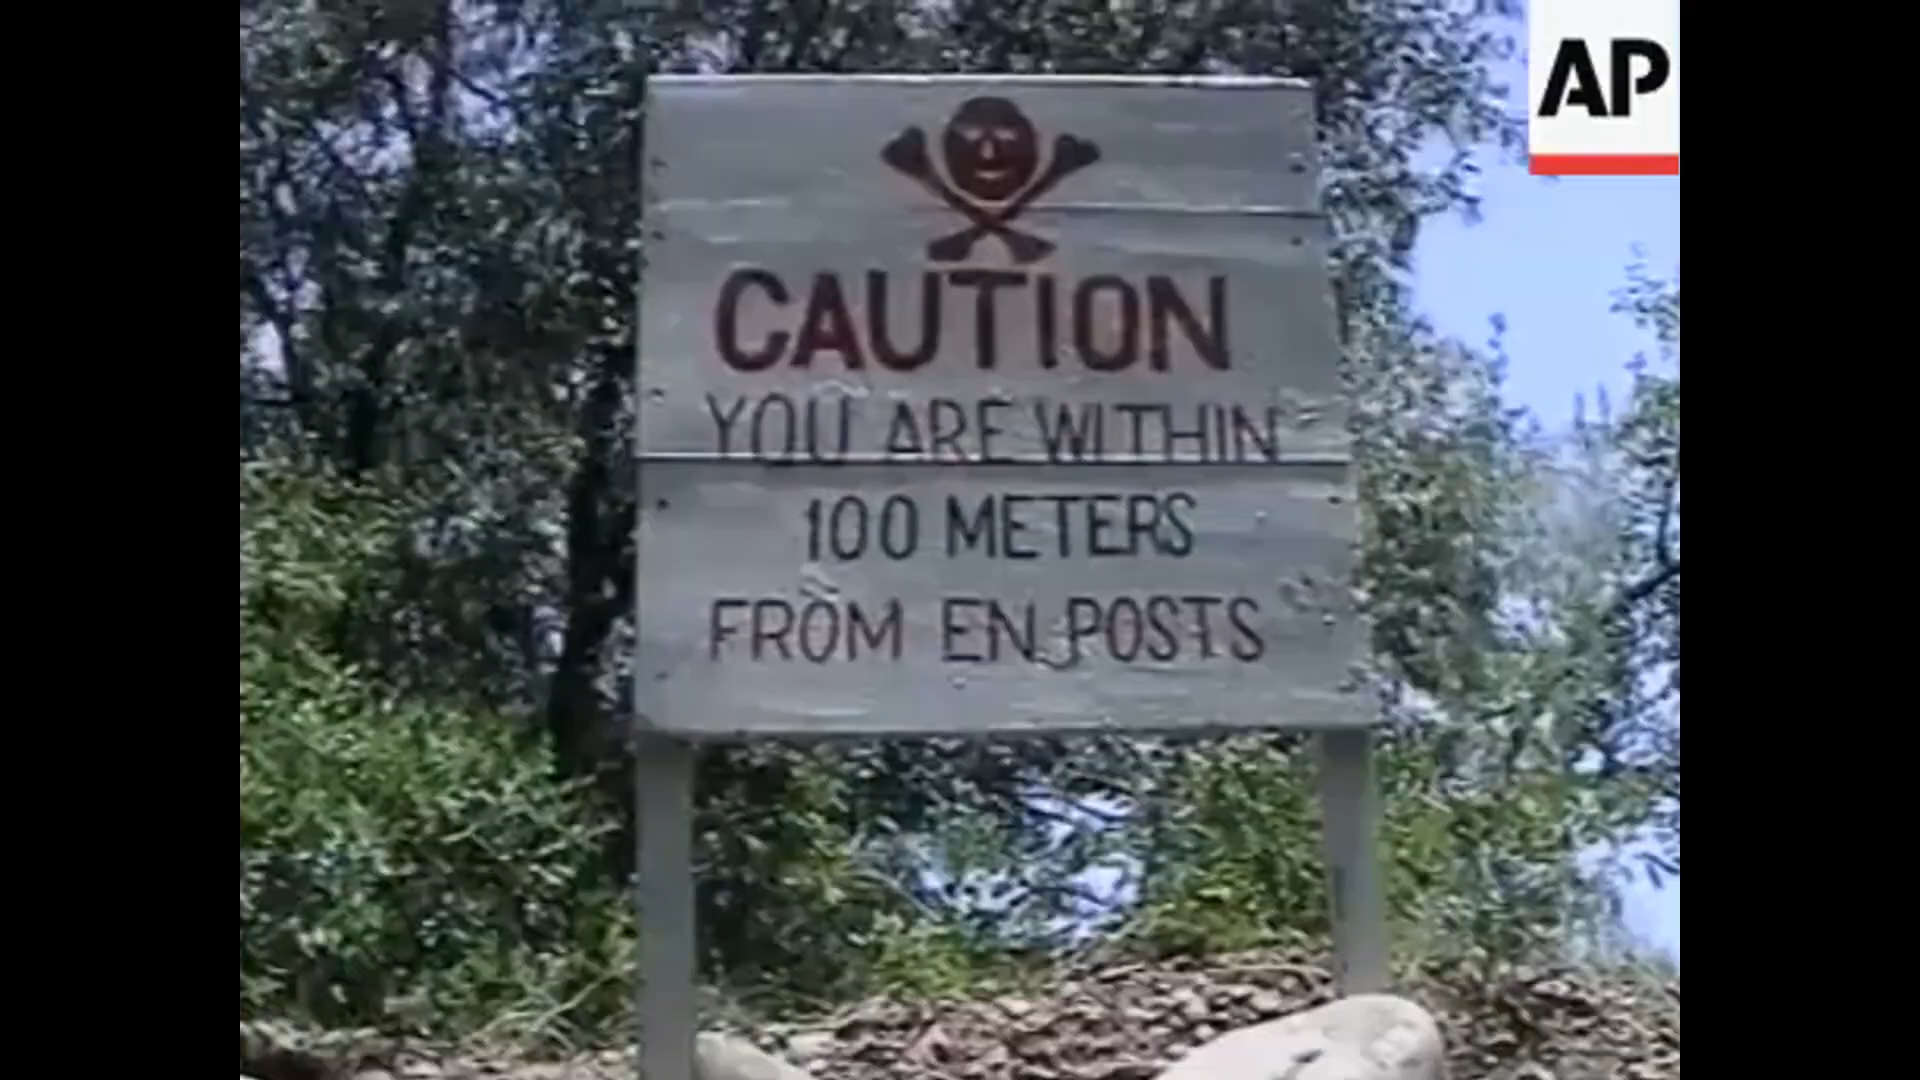 AP
CAUTION
YOU ARE WITHIN
100 METERS
FROM EN POSTS